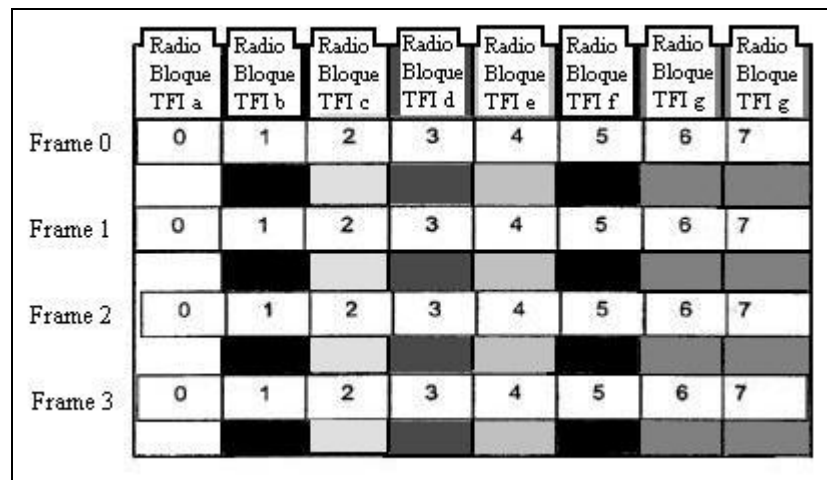 Radio Radio Radio Radio Radio Radio Radio Radio
Bloque Bloque Bloque Bloque Bloque Bloque Bloque Bloque
TFI a TFI b TFI c TFI d TFI e TFI f TFI g TFI g
Frame 0 0 1 2 3 4 5 6 7
Frame 1 0 1 2 3 4 5 6 7
Frame 2 0 1 2 3 4 5 6 7
Frame 3 0 1 2 3 4 5 6 7